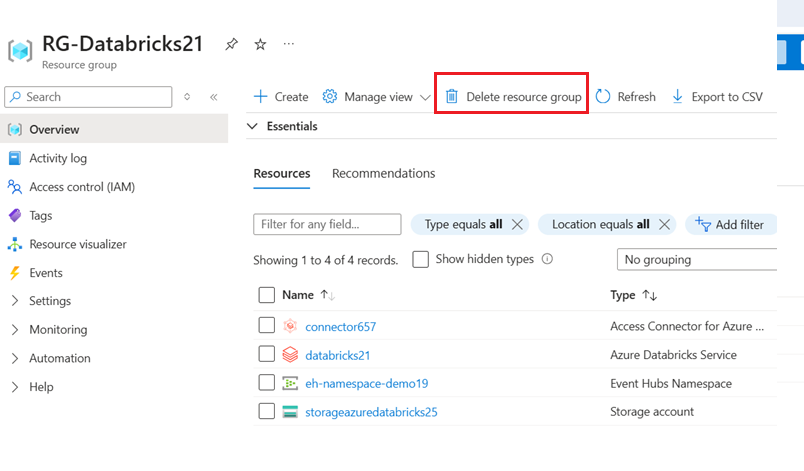 RG-Databricks21
Resource group
Search
Overview
Activity log
Access control (IAM)
Tags
Resource visualizer
Events
Settings
Monitoring
Automation
Help
Create Manage view Delete resource group Refresh Export to CSV
Essentials
Resources Recommendations
Filter for any field... Type equals all Location equals all Add filter
Showing 1 to 4 of 4 records. Show hidden types No grouping
Name Type
connector657 Access Connector for Azure ...
databricks21 Azure Databricks Service
eh-namespace-demo19 Event Hubs Namespace
storageazuredatabricks25 Storage account